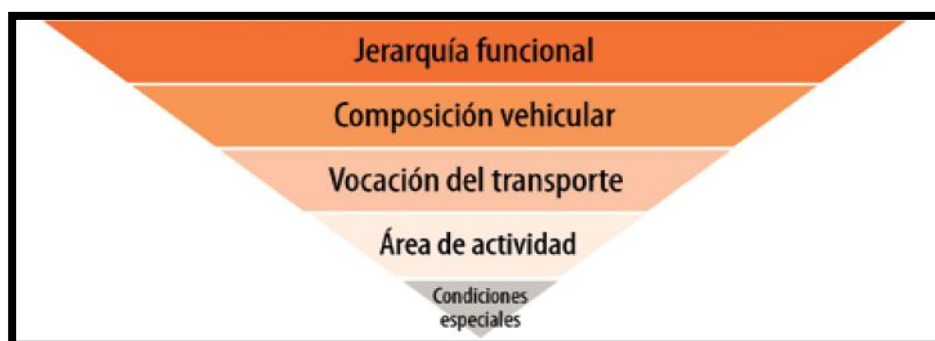 Jerarquía funcional
Composición vehicular
Vocación del transporte
Área de actividad
Condiciones
especiales